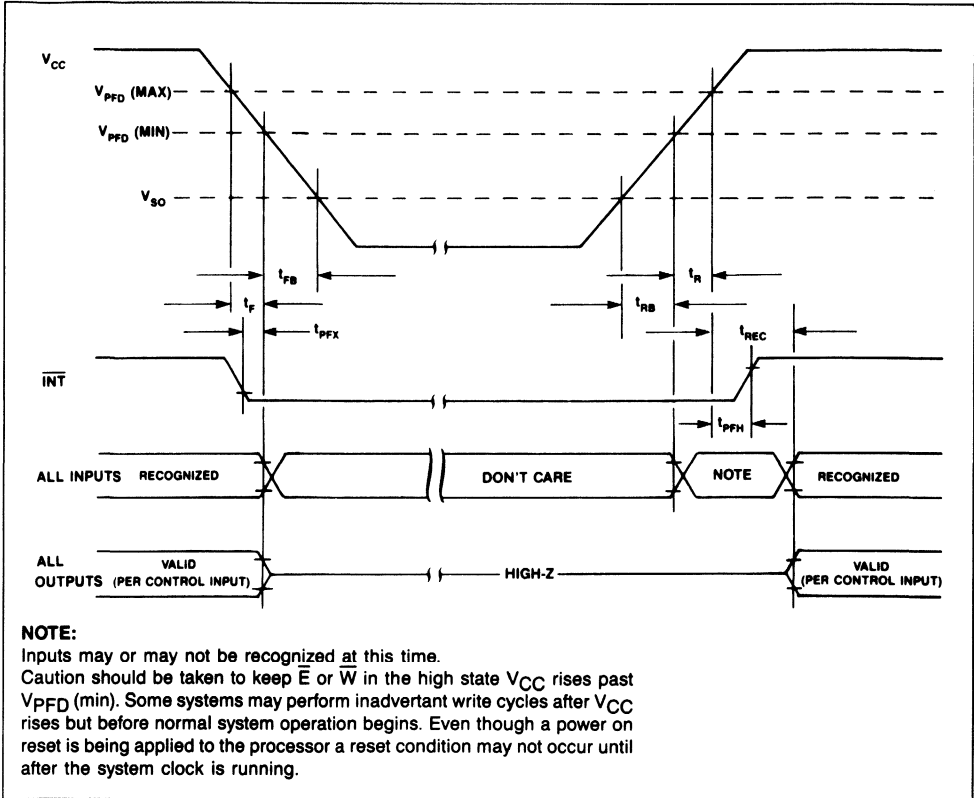 VCC
VPFD (MAX)
VPFD (MIN)
VSO
tFB
tR
tF
tRB
tPFX
tREC
INT
tPFH
ALL INPUTS RECOGNIZED DON'T CARE NOTE RECOGNIZED
ALL OUTPUTS VALID (PER CONTROL INPUT) HIGH-Z VALID (PER CONTROL INPUT)
NOTE:
Inputs may or may not be recognized at this time.
Caution should be taken to keep E or W in the high state VCC rises past
VPFD (min). Some systems may perform inadvertant write cycles after VCC
rises but before normal system operation begins. Even though a power on
reset is being applied to the processor a reset condition may not occur until
after the system clock is running.